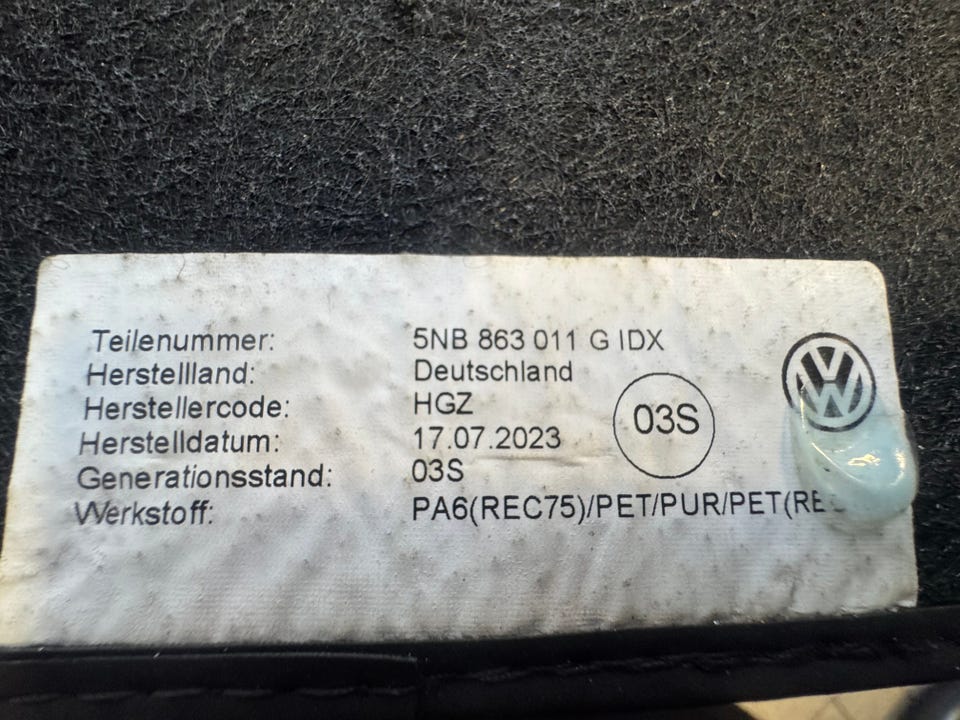 Teilenummer: 5NB 863 011 G IDX
Herstellland: Deutschland
Herstellercode: HGZ
Herstelldatum: 17.07.2023
Generationsstand: 03S
Werkstoff: PA6(REC75)/PET/PUR/PET(RE
03S
VW